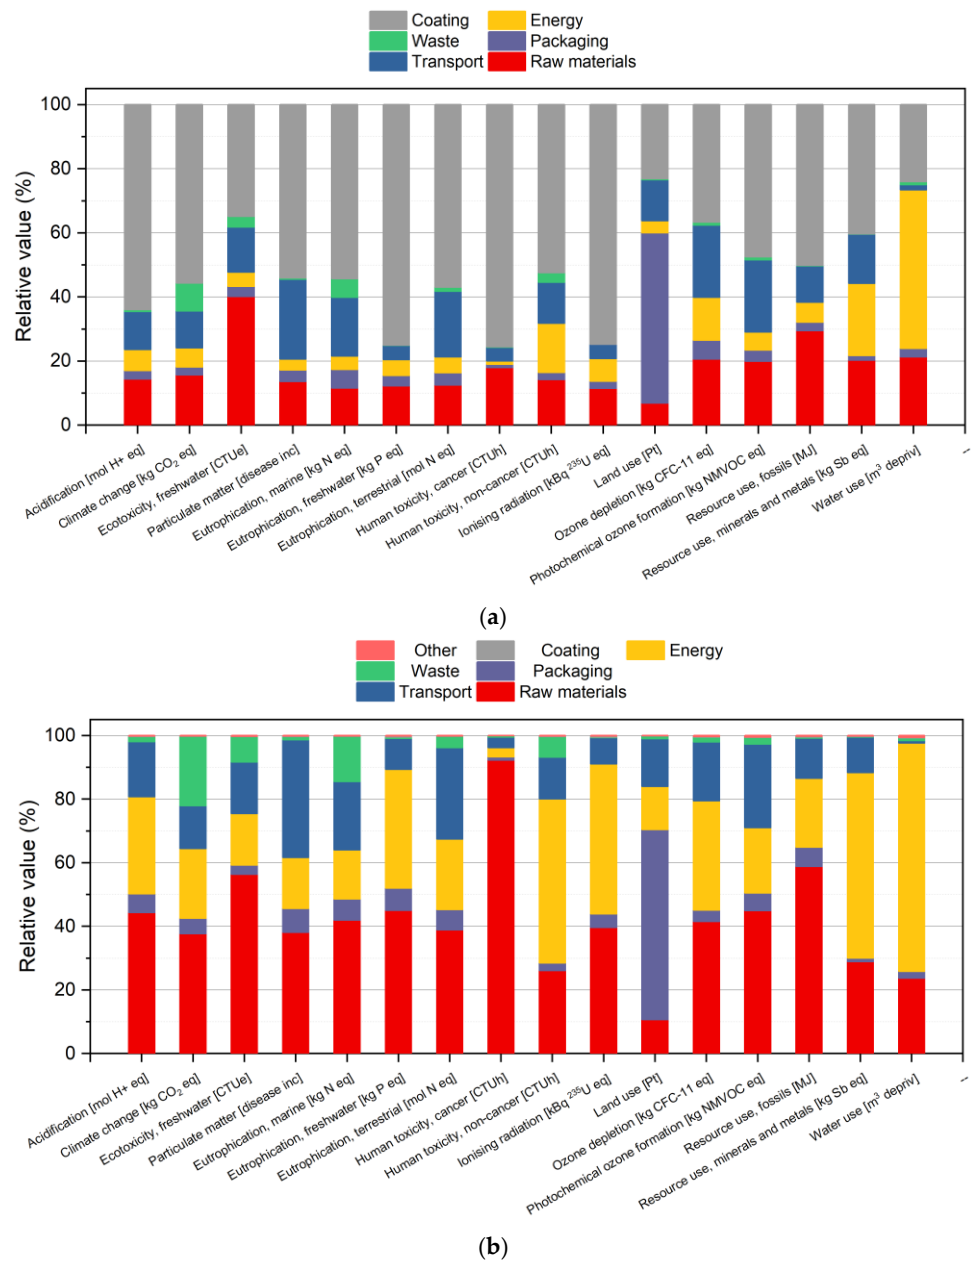 Coating Energy
Waste Packaging
Transport Raw materials
Relative value (%)
100
80
60
40
20
0
Acidification [mol H+ eq]
Climate change [kg CO2 eq]
Ecotoxicity, freshwater [CTUe]
Particulate matter [disease inc]
Eutrophication, marine [kg N eq]
Eutrophication, freshwater [kg P eq]
Eutrophication, terrestrial [mol N eq]
Human toxicity, cancer [CTUh]
Human toxicity, non-cancer [CTUh]
Ionising radiation [kBq 235U eq]
Land use [Pt]
Ozone depletion [kg CFC-11 eq]
Photochemical ozone formation [kg NMVOC eq]
Resource use, fossils [MJ]
Resource use, minerals and metals [kg Sb eq]
Water use [m3 depriv]
--
(a)
Other Coating Energy
Waste Packaging
Transport Raw materials
Relative value (%)
100
80
60
40
20
0
Acidification [mol H+ eq]
Climate change [kg CO2 eq]
Ecotoxicity, freshwater [CTUe]
Particulate matter [disease inc]
Eutrophication, marine [kg N eq]
Eutrophication, freshwater [kg P eq]
Eutrophication, terrestrial [mol N eq]
Human toxicity, cancer [CTUh]
Human toxicity, non-cancer [CTUh]
Ionising radiation [kBq 235U eq]
Land use [Pt]
Ozone depletion [kg CFC-11 eq]
Photochemical ozone formation [kg NMVOC eq]
Resource use, fossils [MJ]
Resource use, minerals and metals [kg Sb eq]
Water use [m3 depriv]
--
(b)